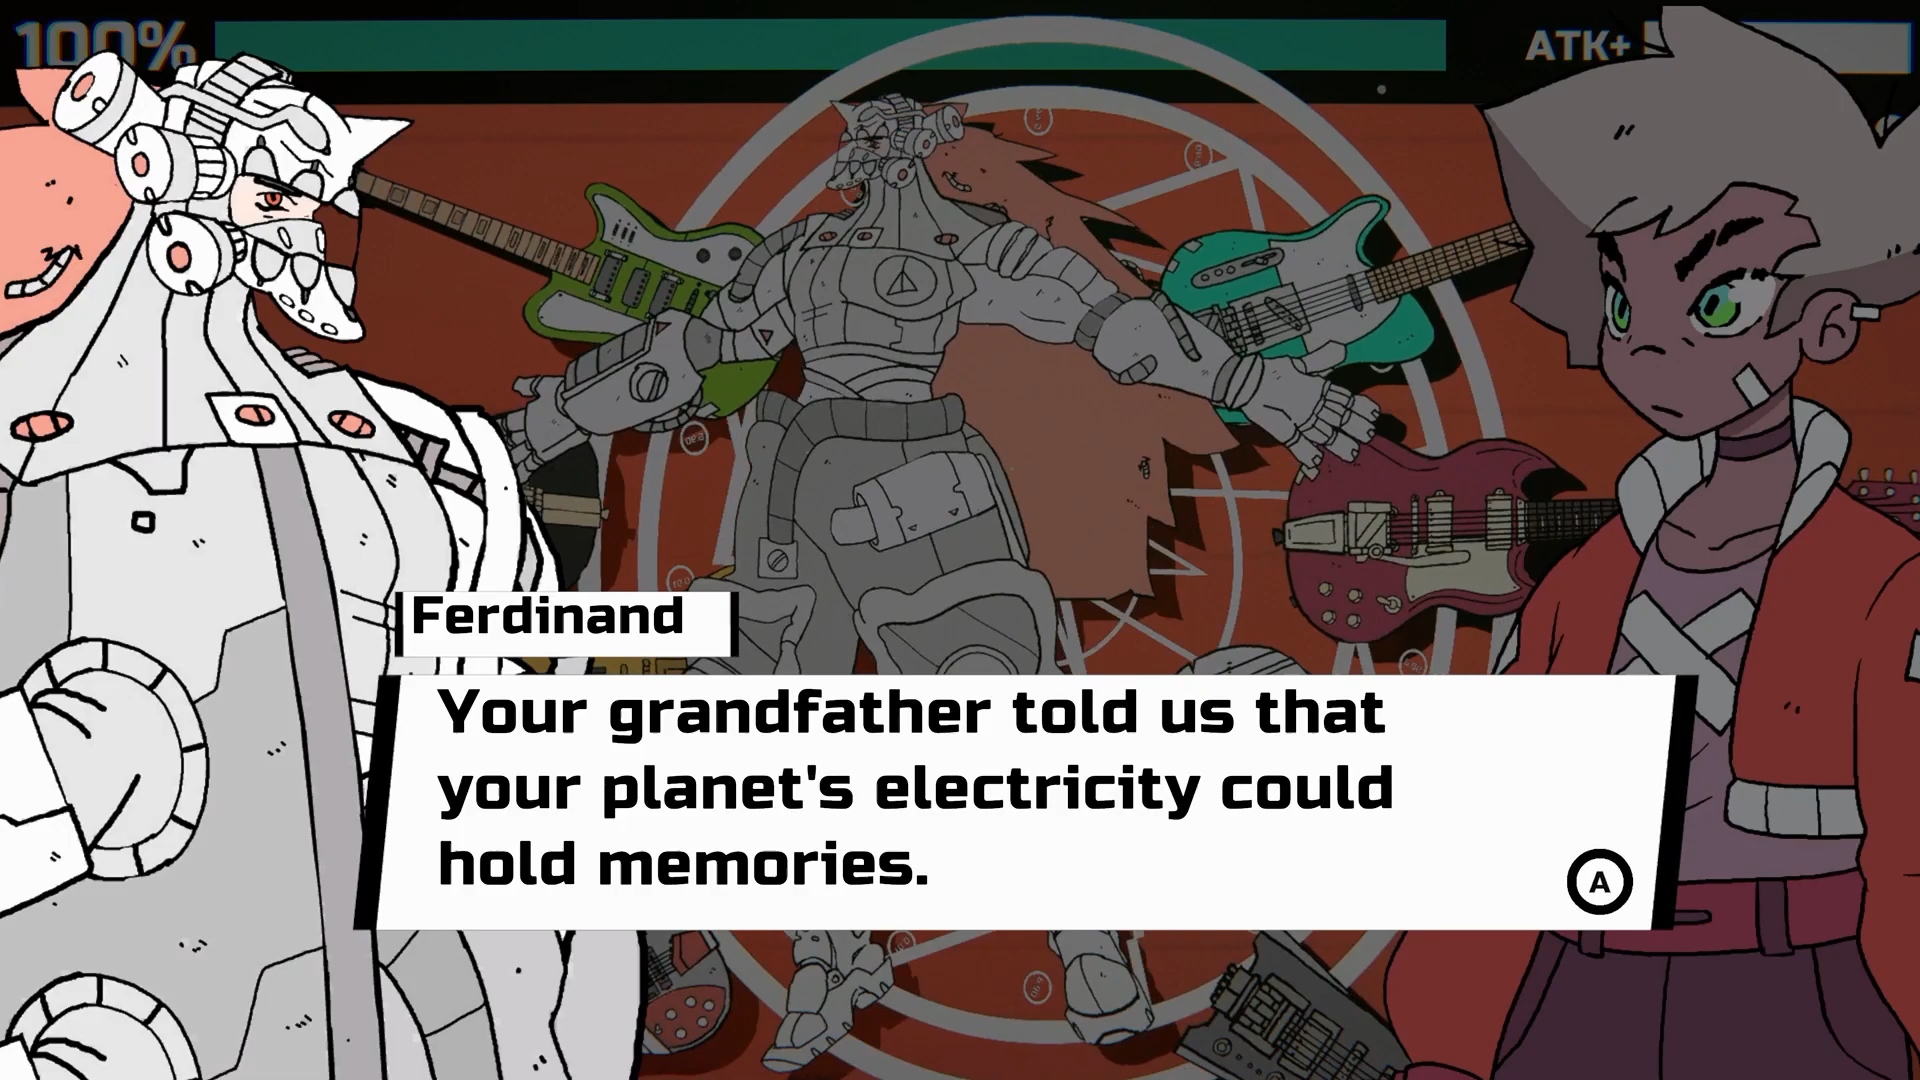 100%
ATK+
Ferdinand
Your grandfather told us that
your planet's electricity could
hold memories.
A